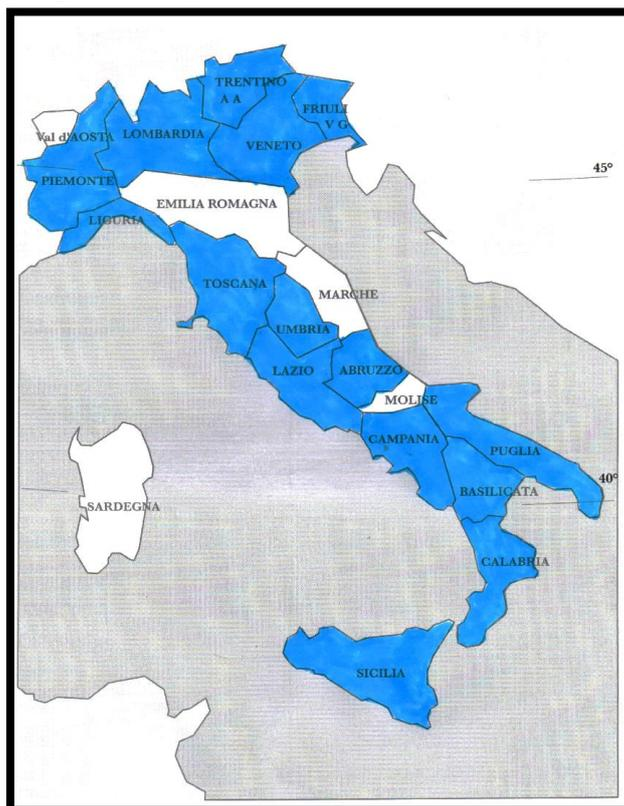 TRENTINO
A A
FRIULI
V G
Val d'AOSTA
LOMBARDIA
VENETO
45°
PIEMONTE
EMILIA ROMAGNA
LIGURIA
TOSCANA
MARCHE
UMBRIA
LAZIO
ABRUZZO
MOLISE
CAMPANIA
PUGLIA
40°
BASILICATA
SARDEGNA
CALABRIA
SICILIA